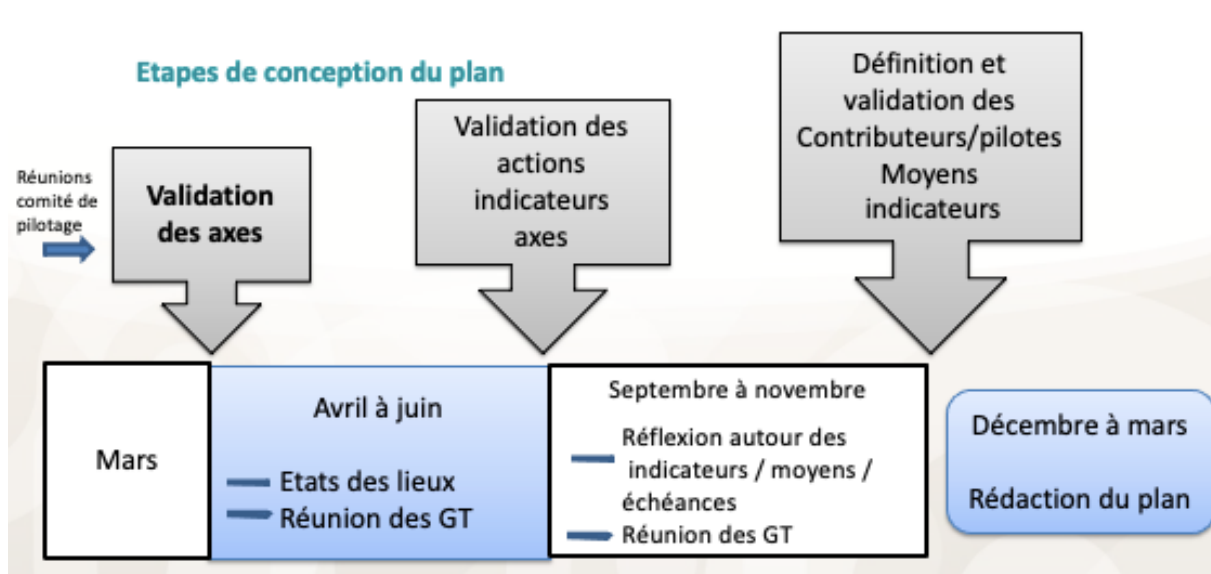 Etapes de conception du plan
Réunions
comité de
pilotage
Validation
des axes
Validation des
actions
indicateurs
axes
Définition et
validation des
Contributeurs/pilotes
Moyens
indicateurs
Mars
Avril à juin
Etats des lieux
Réunion des GT
Septembre à novembre
Réflexion autour des
indicateurs / moyens /
échéances
Réunion des GT
Décembre à mars
Rédaction du plan